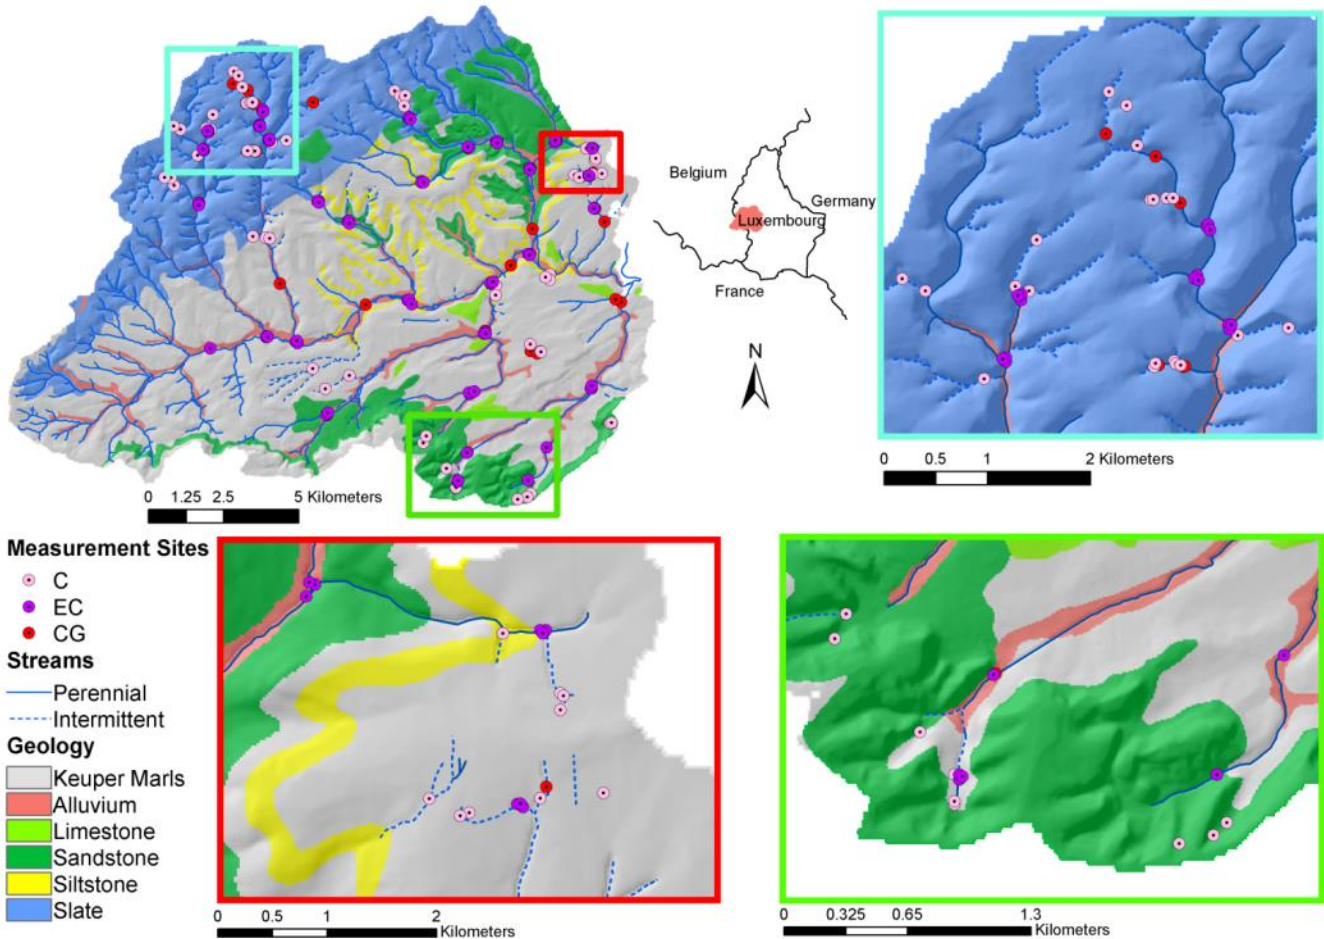 Belgium
Germany
Luxembourg
France
N
0 1.25 2.5 5 Kilometers
0 0.5 1 2 Kilometers
Measurement Sites
C
EC
CG
Streams
Perennial
Intermittent
Geology
Keuper Marls
Alluvium
Limestone
Sandstone
Siltstone
Slate
0 0.5 1 2
Kilometers
0 0.325 0.65 1.3
Kilometers